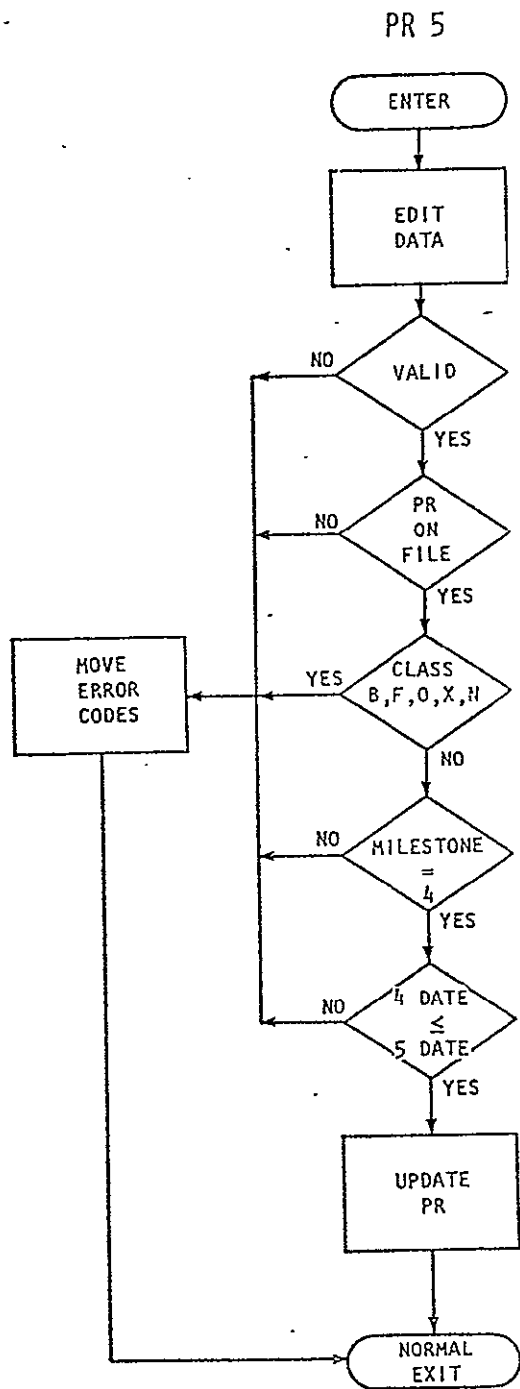 PR 5
ENTER
EDIT
DATA
VALID
NO
YES
PR
ON
FILE
NO
YES
CLASS
B,F,O,X,N
YES
NO
MOVE
ERROR
CODES
MILESTONE
=
4
NO
YES
4 DATE
≤
5 DATE
NO
YES
UPDATE
PR
NORMAL
EXIT